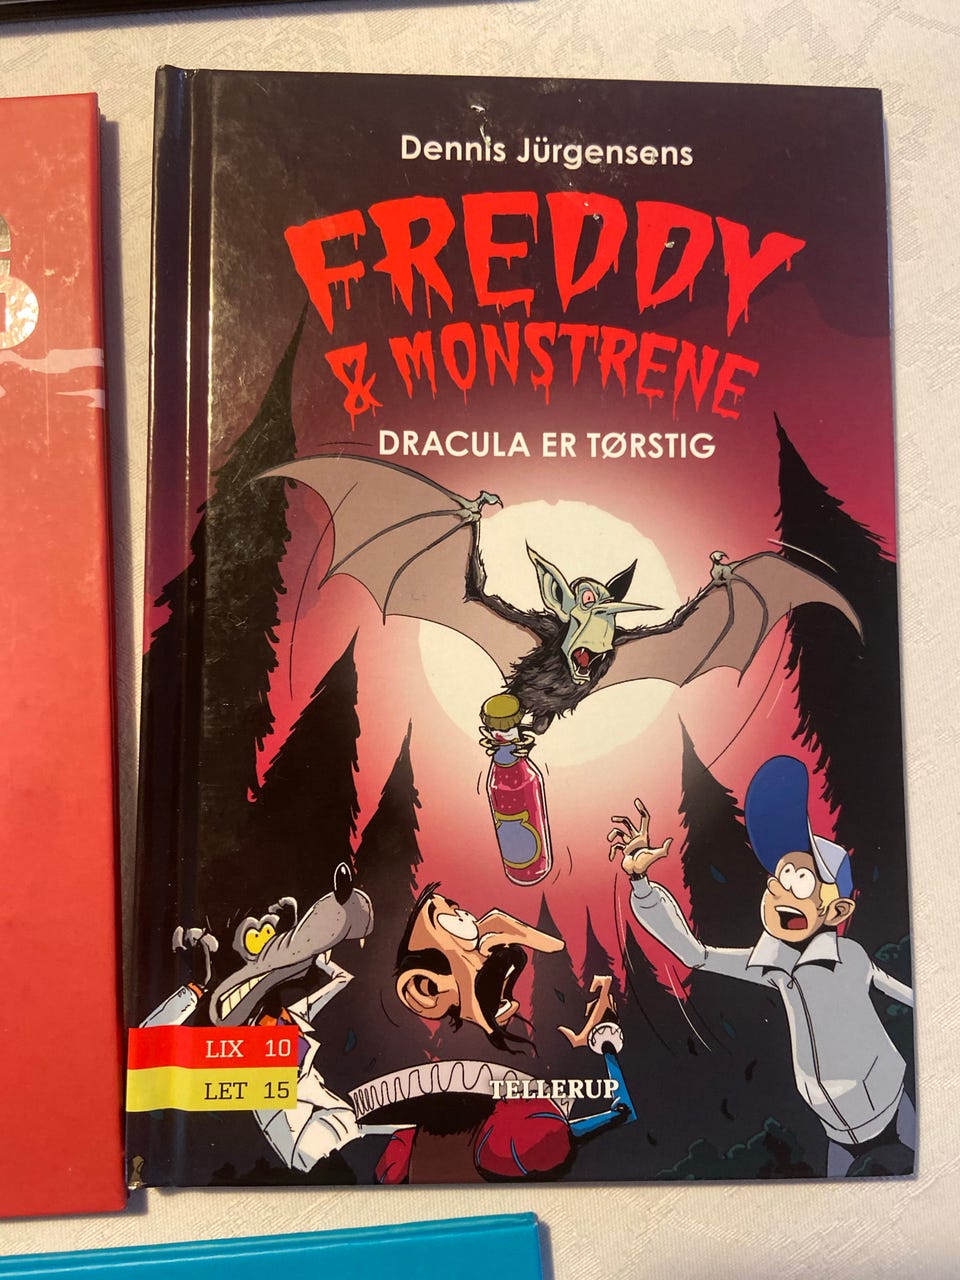 Dennis Jürgensens
FREDDY
& MONSTRENE
DRACULA ER TØRSTIG
LIX 10
LET 15
TELLERUP